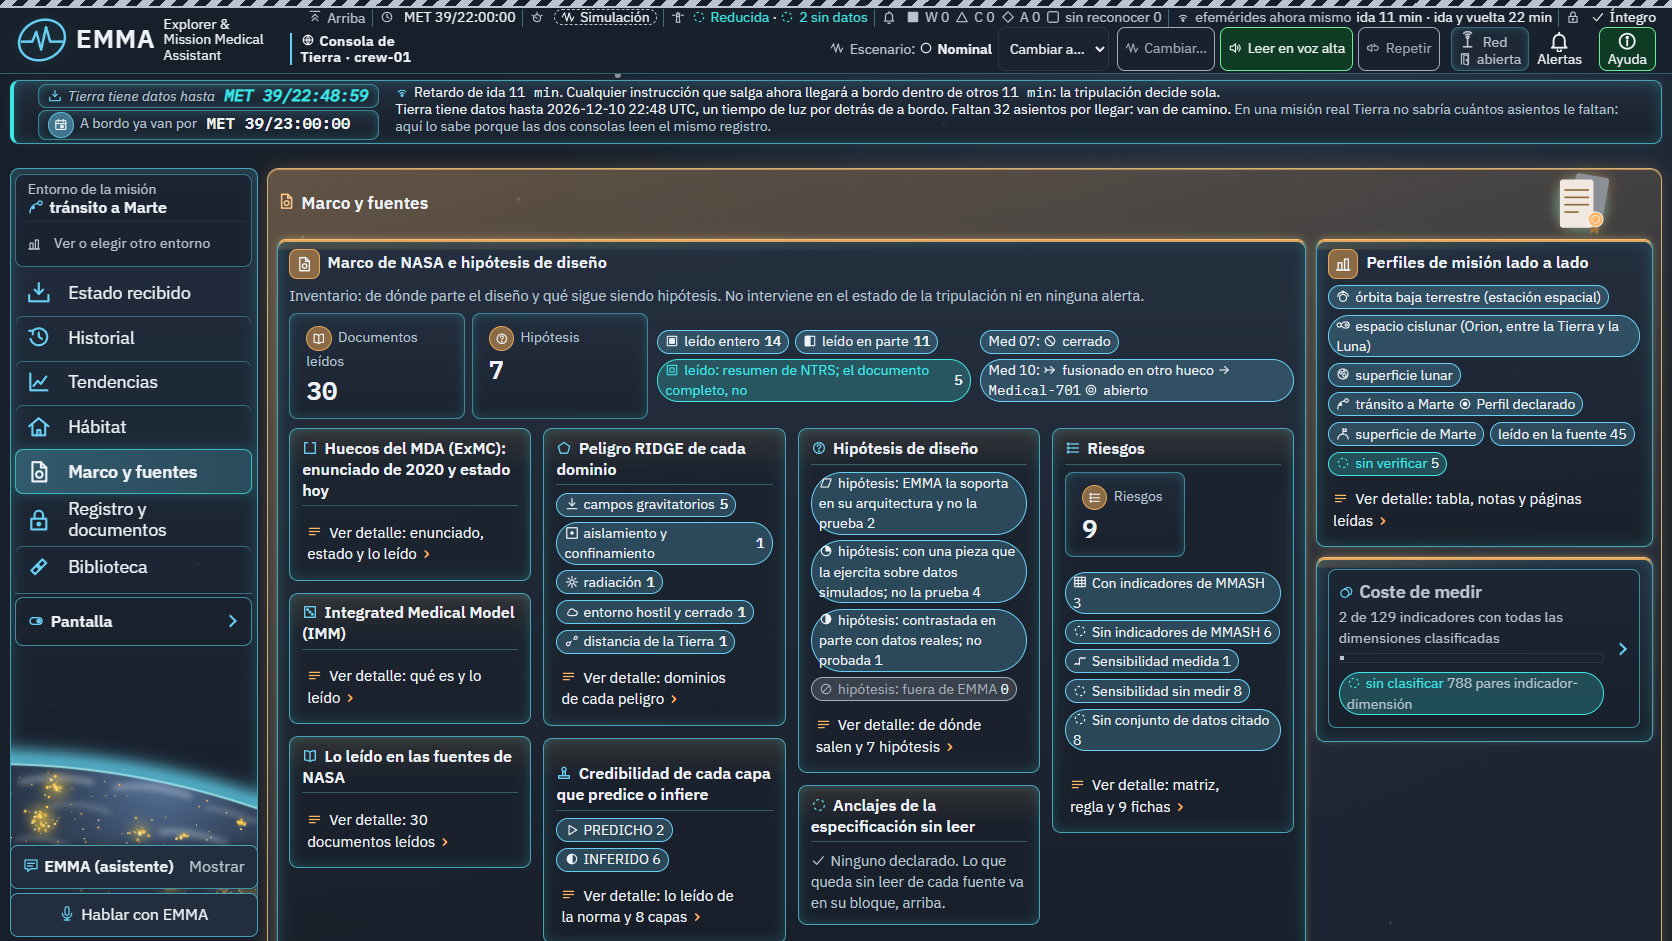 Arriba
MET 39/22:00:00
Simulación
Reducida · 2 sin datos
W 0 C 0 A 0 sin reconocer 0
efemérides ahora mismo ida 11 min · ida y vuelta 22 min
Íntegro
EMMA
Explorer &
Mission Medical
Assistant
Consola de
Tierra · crew-01
Escenario: Nominal
Cambiar a...
Cambiar...
Leer en voz alta
Repetir
Red
abierta
Alertas
Ayuda
Tierra tiene datos hasta MET 39/22:48:59
A bordo ya van por MET 39/23:00:00
Retardo de ida 11 min. Cualquier instrucción que salga ahora llegará a bordo dentro de otros 11 min: la tripulación decide sola.
Tierra tiene datos hasta 2026-12-10 22:48 UTC, un tiempo de luz por detrás de a bordo. Faltan 32 asientos por llegar: van de camino. En una misión real Tierra no sabría cuántos asientos le faltan:
aquí lo sabe porque las dos consolas leen el mismo registro.
Entorno de la misión
tránsito a Marte
Ver o elegir otro entorno
Estado recibido
Historial
Tendencias
Hábitat
Marco y fuentes
Registro y
documentos
Biblioteca
Pantalla
EMMA (asistente) Mostrar
Hablar con EMMA
Marco y fuentes
Marco de NASA e hipótesis de diseño
Inventario: de dónde parte el diseño y qué sigue siendo hipótesis. No interviene en el estado de la tripulación ni en ninguna alerta.
Documentos
leídos
30
Hipótesis
7
leído entero 14
leído en parte 11
leído: resumen de NTRS; el documento
completo, no 5
Med 07: cerrado
Med 10: fusionado en otro hueco →
Medical-701 abierto
Huecos del MDA (ExMC):
enunciado de 2020 y estado
hoy
Ver detalle: enunciado,
estado y lo leído
Integrated Medical Model
(IMM)
Ver detalle: qué es y lo
leído
Lo leído en las fuentes de
NASA
Ver detalle: 30
documentos leídos
Peligro RIDGE de cada
dominio
campos gravitatorios 5
aislamiento y
confinamiento 1
radiación 1
entorno hostil y cerrado 1
distancia de la Tierra 1
Ver detalle: dominios
de cada peligro
Credibilidad de cada capa
que predice o infiere
PREDICHO 2
INFERIDO 6
Ver detalle: lo leído de
la norma y 8 capas
Hipótesis de diseño
hipótesis: EMMA la soporta
en su arquitectura y no la
prueba 2
hipótesis: con una pieza que
la ejercita sobre datos
simulados; no la prueba 4
hipótesis: contrastada en
parte con datos reales; no
probada 1
hipótesis: fuera de EMMA 0
Ver detalle: de dónde
salen y 7 hipótesis
Anclajes de la
especificación sin leer
Ninguno declarado. Lo que
queda sin leer de cada fuente va
en su bloque, arriba.
Riesgos
Riesgos
9
Con indicadores de MMASH
3
Sin indicadores de MMASH 6
Sensibilidad medida 1
Sensibilidad sin medir 8
Sin conjunto de datos citado
8
Ver detalle: matriz,
regla y 9 fichas
Perfiles de misión lado a lado
órbita baja terrestre (estación espacial)
espacio cislunar (Orion, entre la Tierra y la
Luna)
superficie lunar
tránsito a Marte Perfil declarado
superficie de Marte
leído en la fuente 45
sin verificar 5
Ver detalle: tabla, notas y páginas
leídas
Coste de medir
2 de 129 indicadores con todas las
dimensiones clasificadas
sin clasificar 788 pares indicador-
dimensión